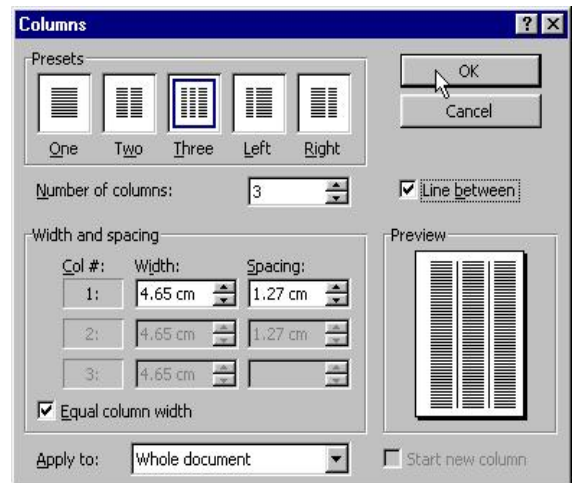 Columns
Presets
One Two Three Left Right
OK
Cancel
Number of columns: 3
Line between
Width and spacing
Preview
Col #: Width: Spacing:
1: 4.65 cm 1.27 cm
2: 4.65 cm 1.27 cm
3: 4.65 cm
Equal column width
Apply to: Whole document
Start new column